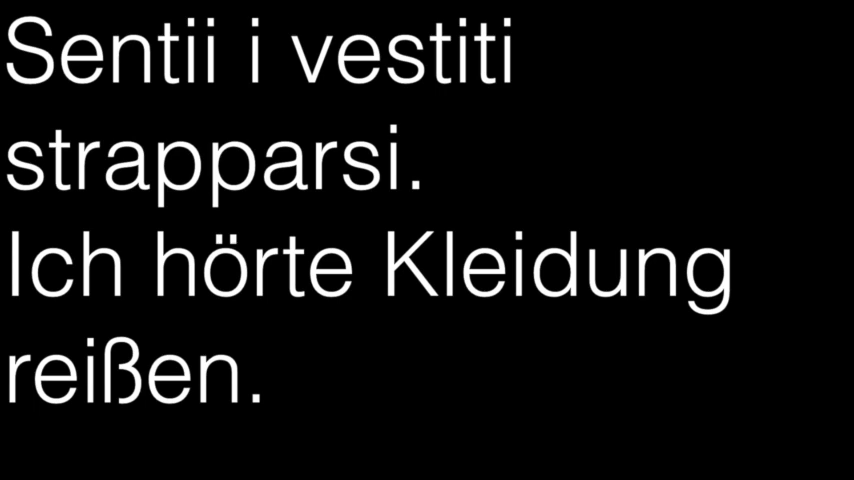 Sentii i vestiti
strapparsi.
Ich hörte Kleidung
reißen.